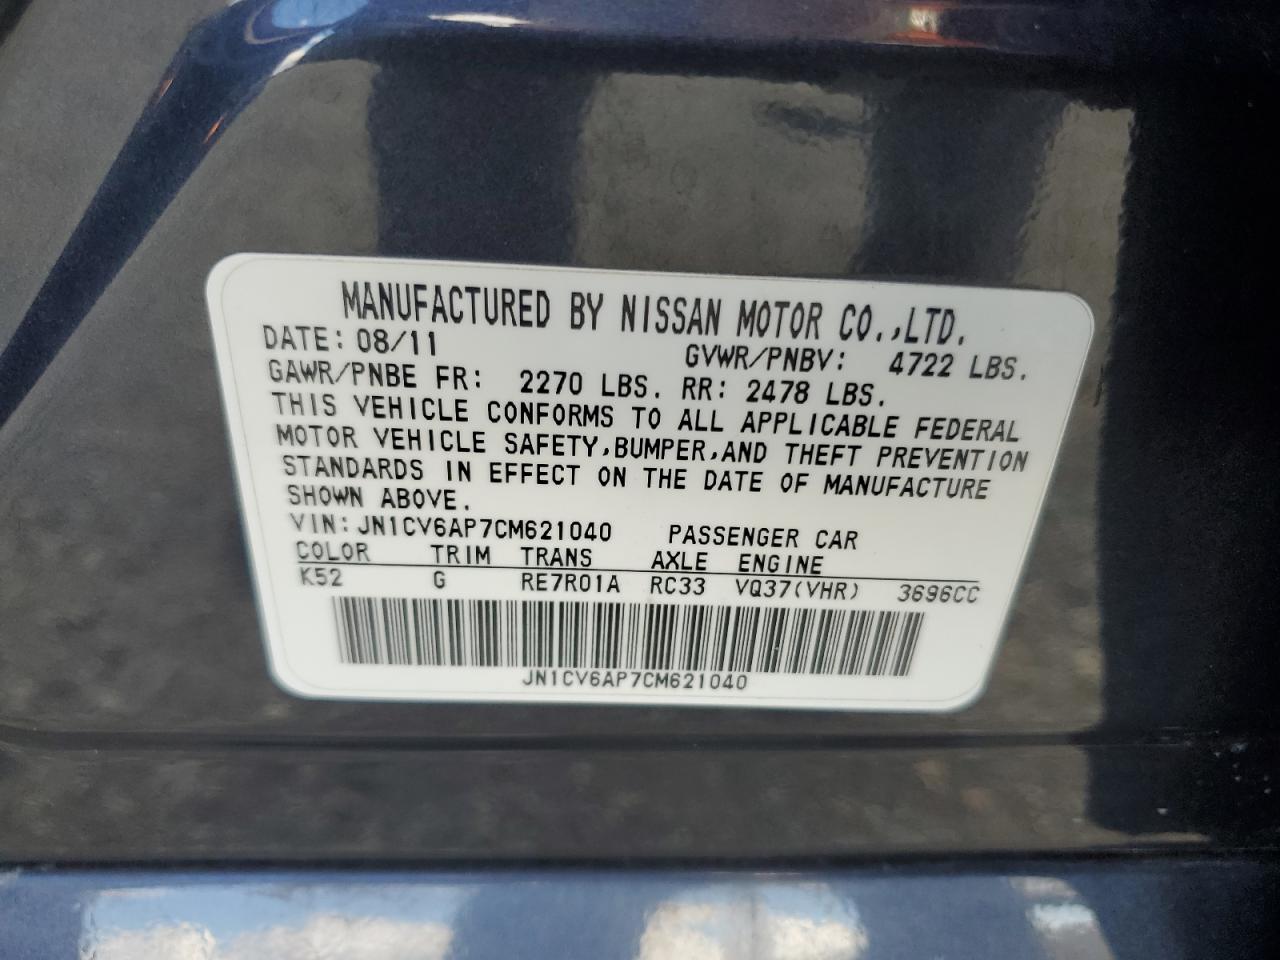 MANUFACTURED BY NISSAN MOTOR CO.,LTD.
DATE: 08/11 GVWR/PNBV: 4722 LBS.
GAWR/PNBE FR: 2270 LBS. RR: 2478 LBS.
THIS VEHICLE CONFORMS TO ALL APPLICABLE FEDERAL
MOTOR VEHICLE SAFETY,BUMPER,AND THEFT PREVENTION
STANDARDS IN EFFECT ON THE DATE OF MANUFACTURE
SHOWN ABOVE.
VIN: JN1CV6AP7CM621040 PASSENGER CAR
COLOR TRIM TRANS AXLE ENGINE
K52 G RE7R01A RC33 VQ37(VHR) 3696CC
JN1CV6AP7CM621040